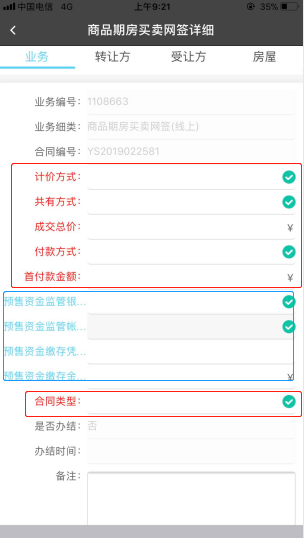 中国电信 4G 上午9:21 35%
商品期房买卖网签详细
业务 转让方 受让方 房屋
业务编号: 1108663
业务细类: 商品期房买卖网签(线上)
合同编号: YS2019022581
计价方式:
共有方式:
成交总价: ¥
付款方式:
首付款金额: ¥
预售资金监管银...
预售资金监管帐...
预售资金缴存凭...
预售资金缴存金... ¥
合同类型:
是否办结: 否
办结时间:
备注: